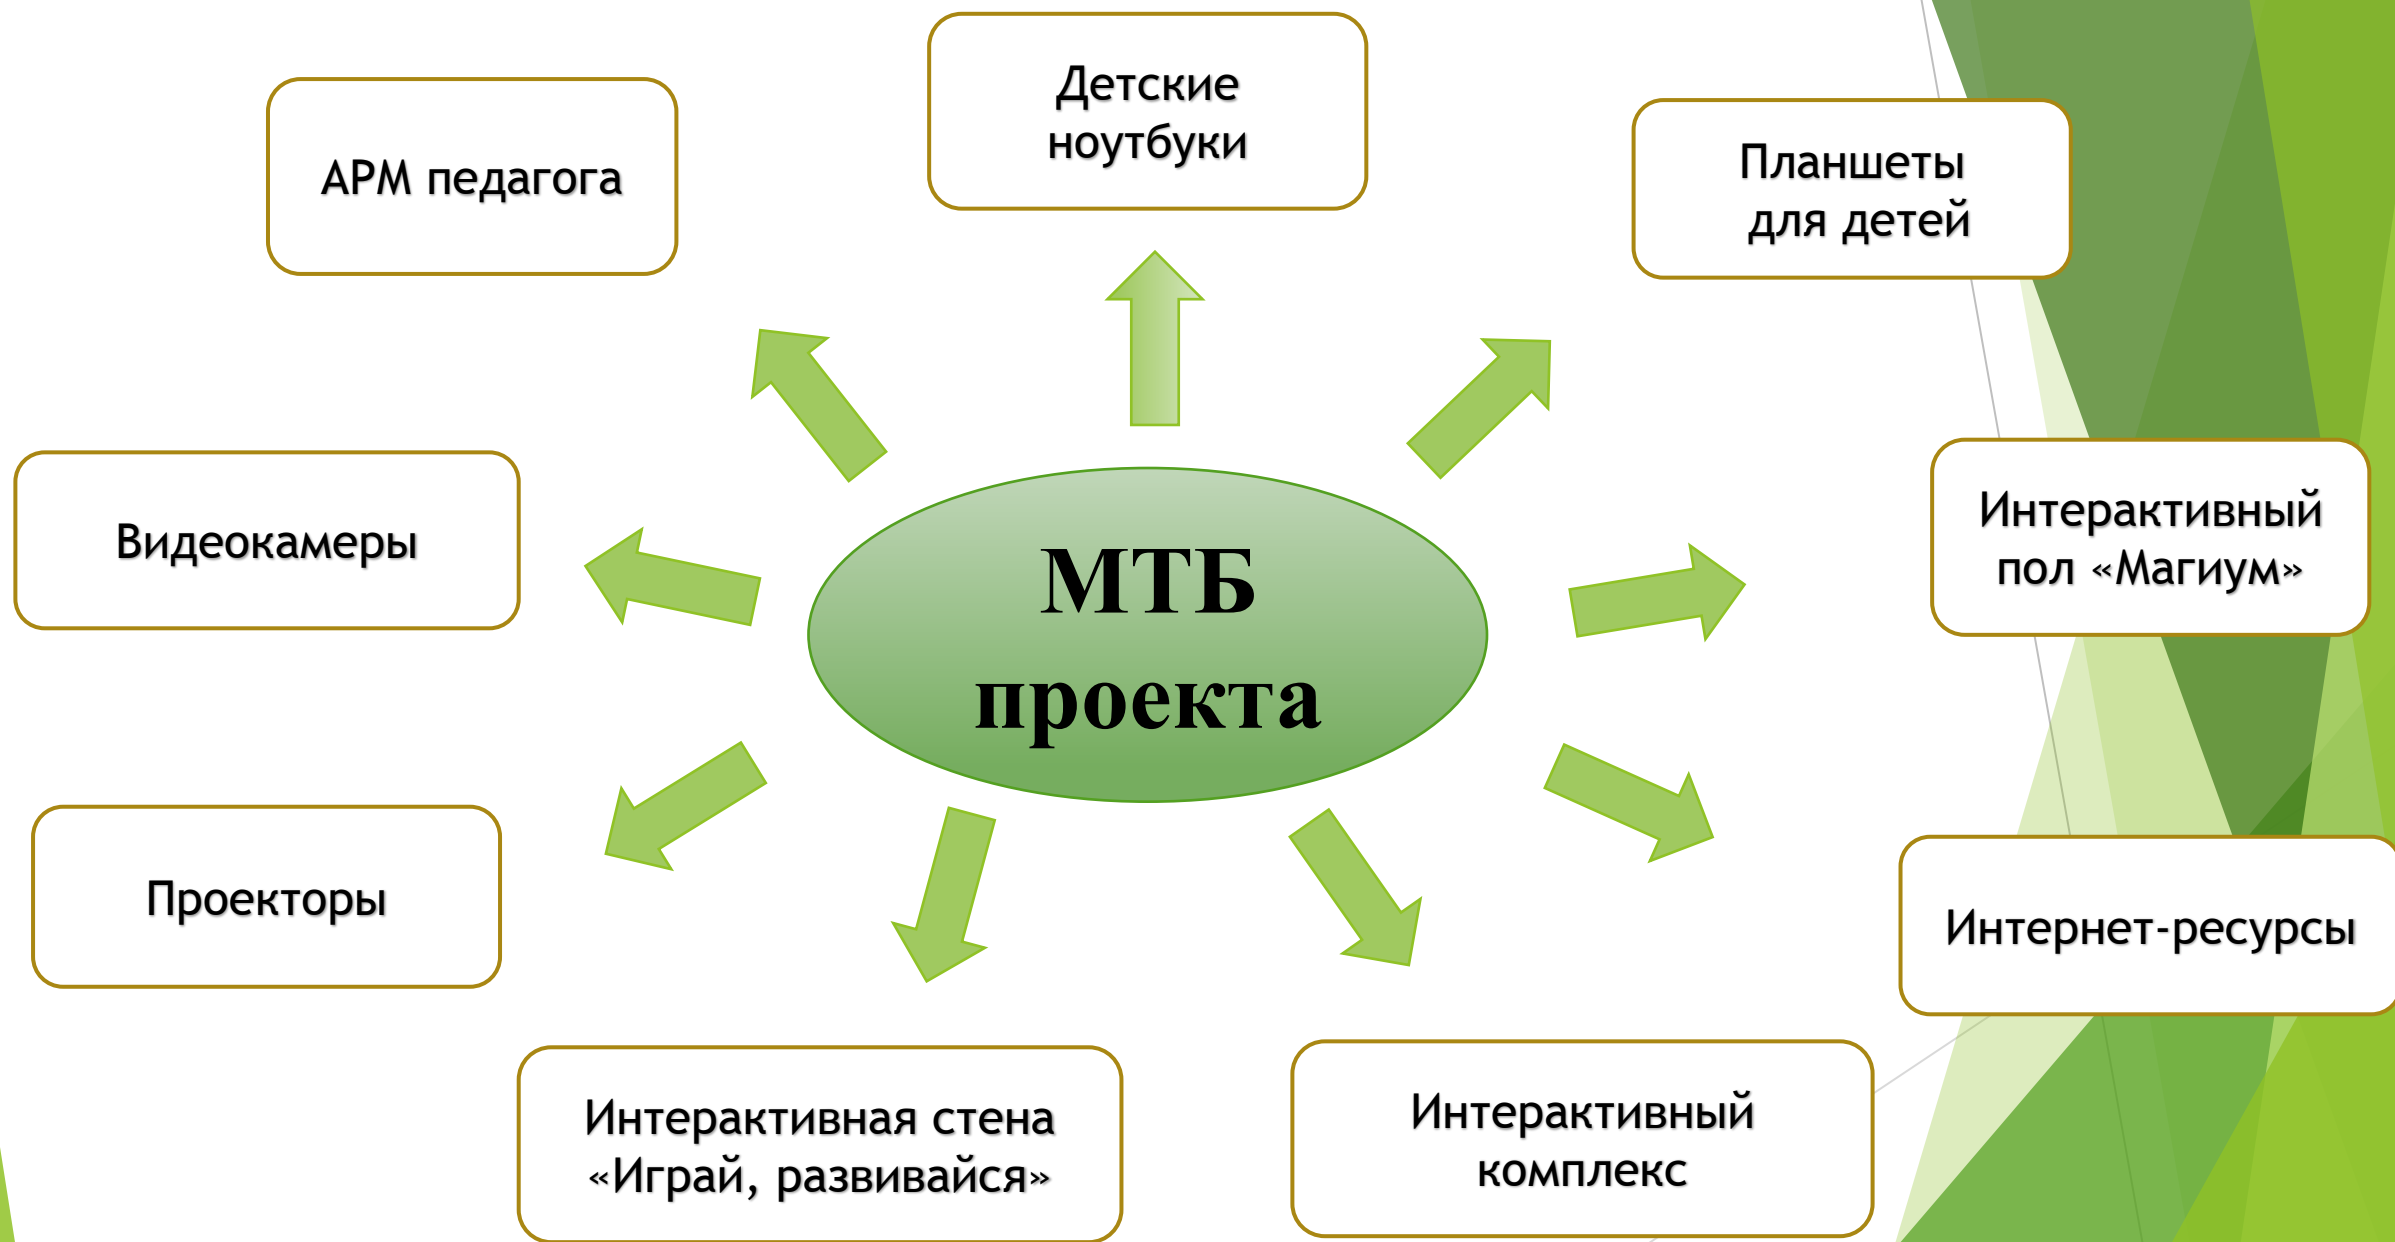 Детские
ноутбуки
АРМ педагога
Планшеты
для детей
Видеокамеры
Интерактивный
пол «Магиум»
МТБ
проекта
Проекторы
Интернет-ресурсы
Интерактивная стена
«Играй, развивайся»
Интерактивный
комплекс